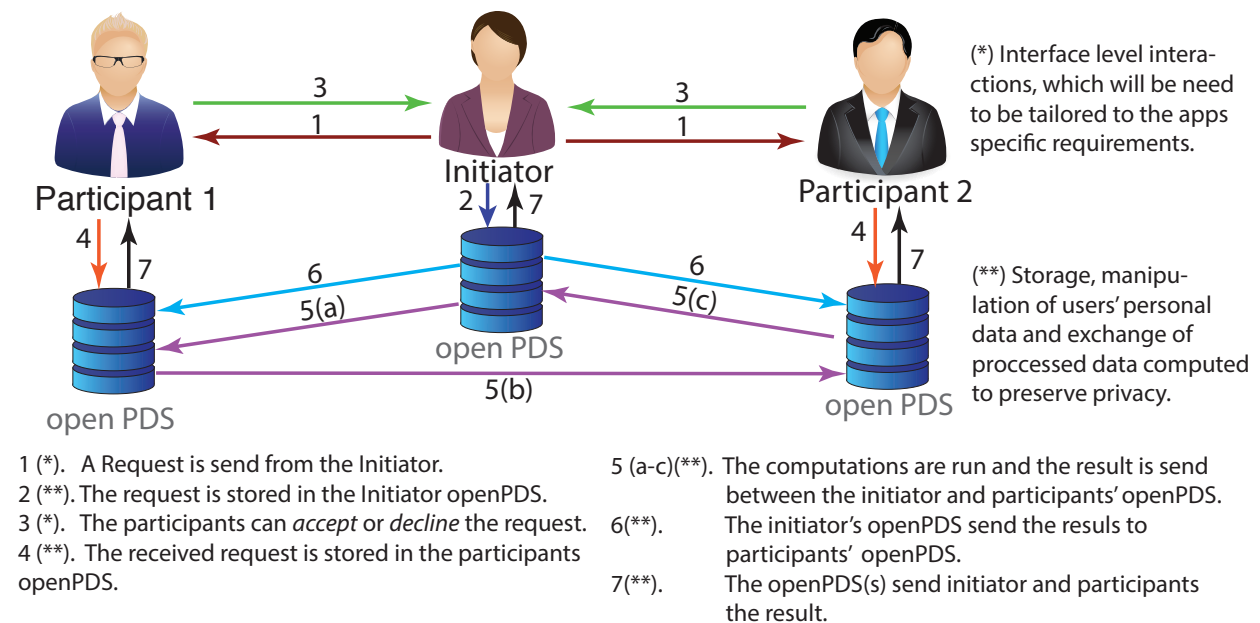 3
1
3
1
(*) Interface level intera-
ctions, which will be need
to be tailored to the apps
specific requirements.
Participant 1
Initiator
Participant 2
4
7
2
7
4
7
6
5(a)
6
5(c)
5(b)
open PDS
open PDS
open PDS
(**) Storage, manipu-
lation of users' personal
data and exchange of
proccessed data computed
to preserve privacy.
1 (*). A Request is send from the Initiator.
2 (**). The request is stored in the Initiator openPDS.
3 (*). The participants can accept or decline the request.
4 (**). The received request is stored in the participants
openPDS.
5 (a-c)(**). The computations are run and the result is send
between the initiator and participants' openPDS.
6(**). The initiator's openPDS send the resuls to
participants' openPDS.
7(**). The openPDS(s) send initiator and participants
the result.